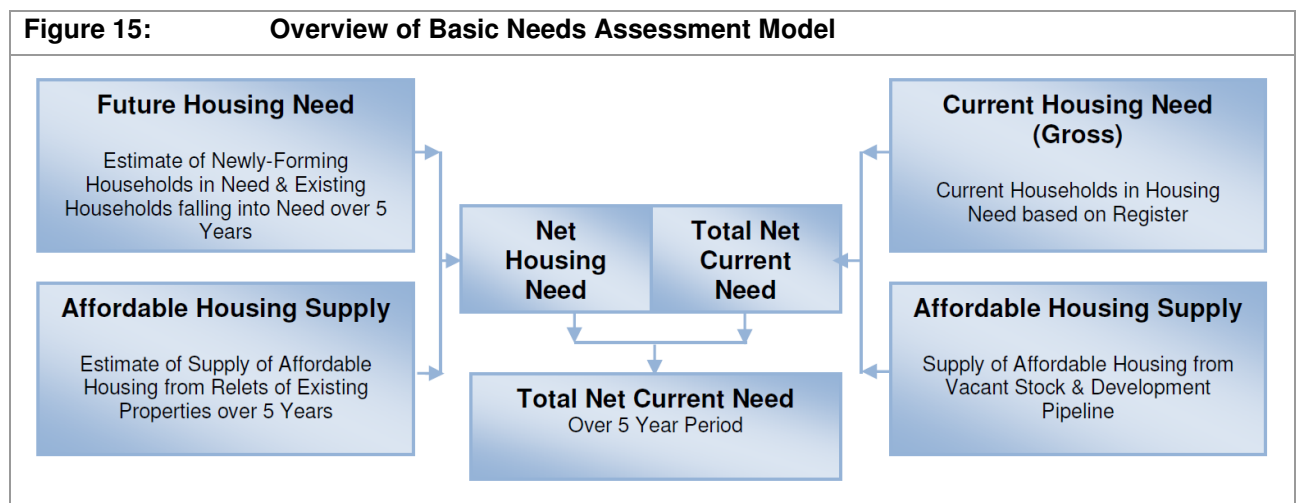 Figure 15: Overview of Basic Needs Assessment Model
Future Housing Need
Estimate of Newly-Forming
Households in Need & Existing
Households falling into Need over 5
Years
Affordable Housing Supply
Estimate of Supply of Affordable
Housing from Relets of Existing
Properties over 5 Years
Net
Housing
Need
Total Net
Current
Need
Total Net Current Need
Over 5 Year Period
Current Housing Need
(Gross)
Current Households in Housing
Need based on Register
Affordable Housing Supply
Supply of Affordable Housing from
Vacant Stock & Development
Pipeline